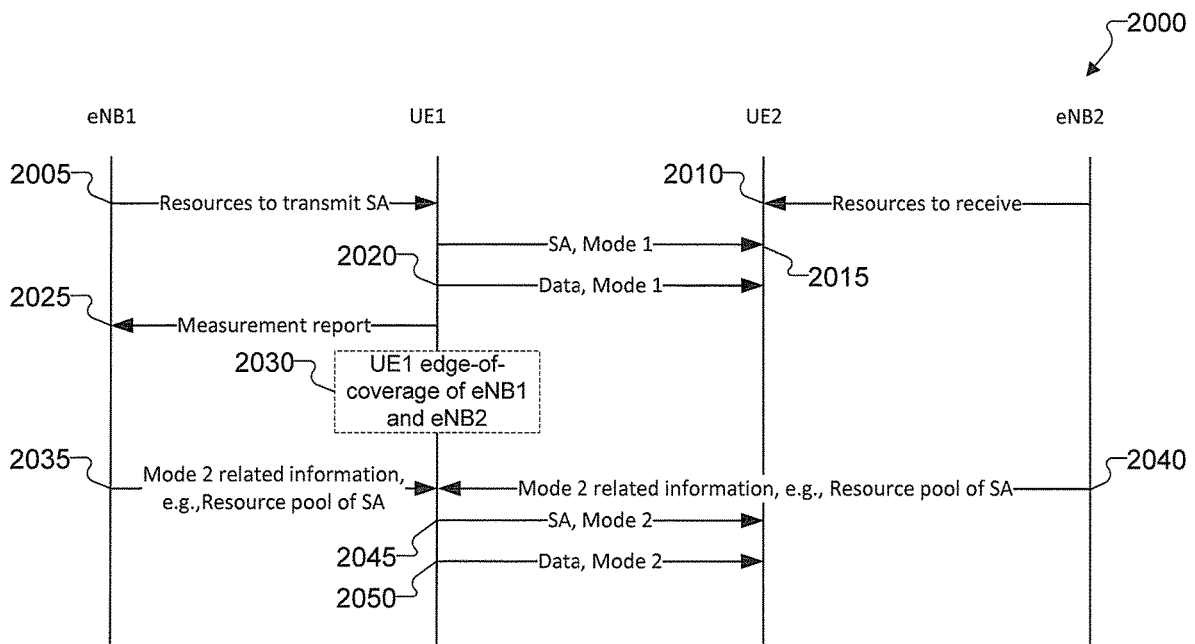 2000
eNB1 UE1 UE2 eNB2
2005 Resources to transmit SA 2010 Resources to receive
SA, Mode 1
2020 Data, Mode 1 2015
2025 Measurement report
2030 UE1 edge-of-
coverage of eNB1
and eNB2
2035 Mode 2 related information,
e.g.,Resource pool of SA
Mode 2 related information, e.g., Resource pool of SA 2040
SA, Mode 2
2045
Data, Mode 2
2050